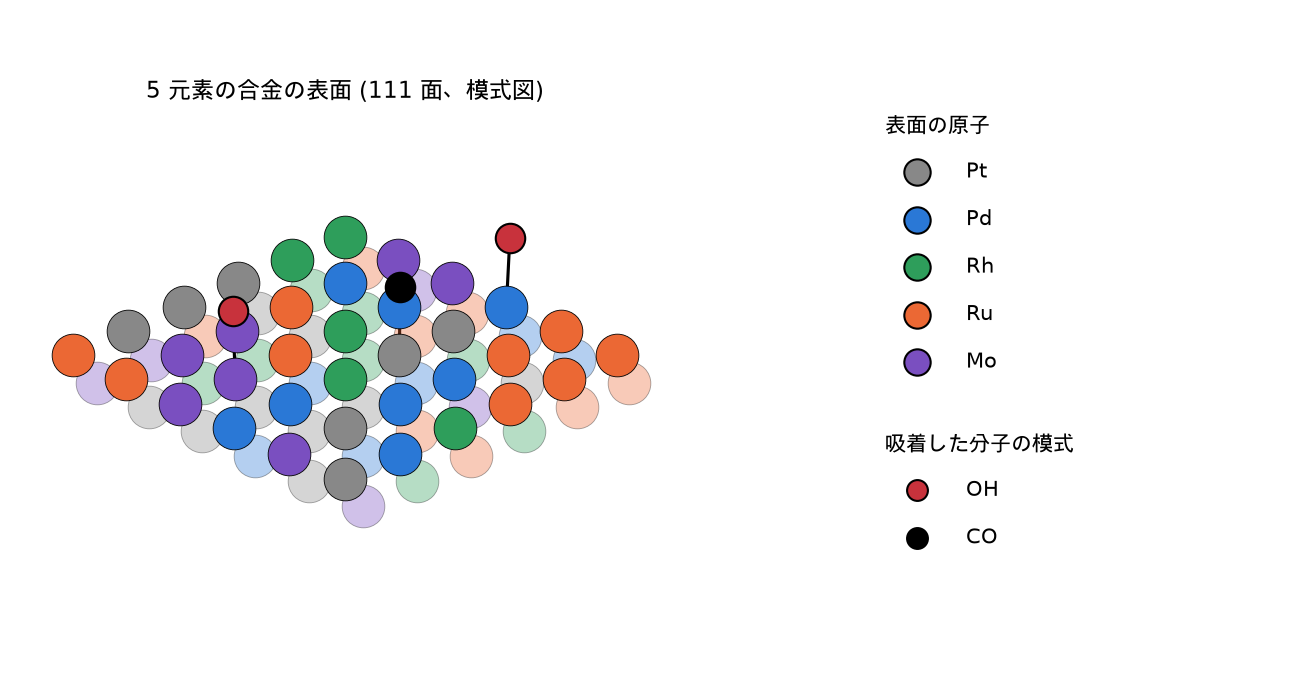 5 元素の合金の表面 (111 面、模式図)
表面の原子
Pt
Pd
Rh
Ru
Mo
吸着した分子の模式
OH
CO